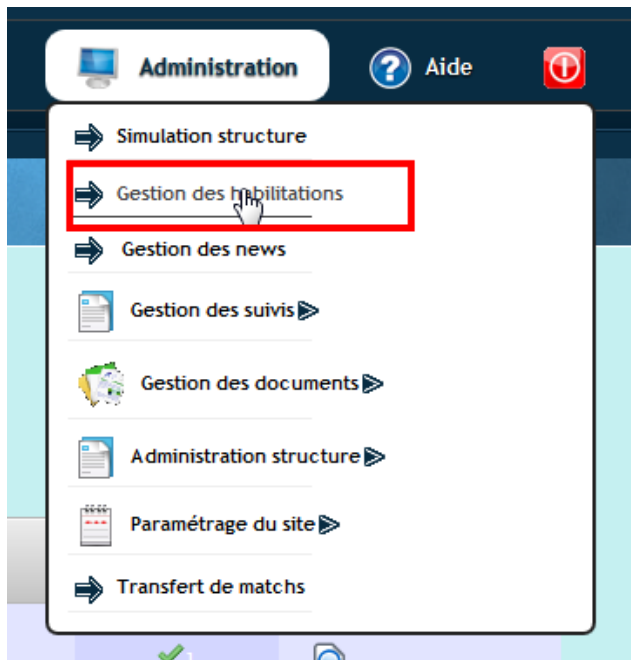 Administration Aide
Simulation structure
Gestion des habilitations
Gestion des news
Gestion des suivis
Gestion des documents
Administration structure
Paramétrage du site
Transfert de matchs